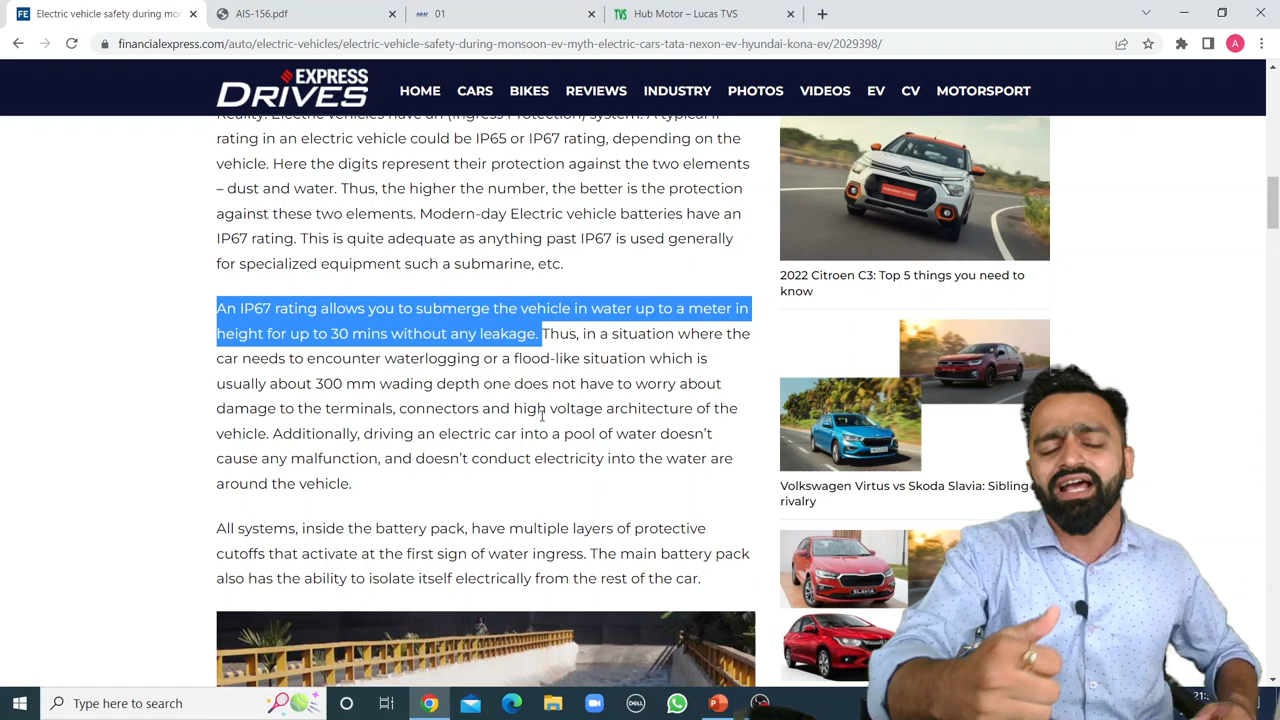 Electric vehicle safety during mo
AIS-156.pdf
01
TVS
Hub Motor – Lucas TVS
financialexpress.com/auto/electric-vehicles/electric-vehicle-safety-during-monsoon-ev-myth-electric-cars-tata-nexon-ev-hyundai-kona-ev/2029398/
A
EXPRESS
DRIVES
HOME CARS BIKES REVIEWS INDUSTRY PHOTOS VIDEOS EV CV MOTORSPORT
Reality: Electric vehicles have an (Ingress Protection) system. A typical IP
rating in an electric vehicle could be IP65 or IP67 rating, depending on the
vehicle. Here the digits represent their protection against the two elements
– dust and water. Thus, the higher the number, the better is the protection
against these two elements. Modern-day Electric vehicle batteries have an
IP67 rating. This is quite adequate as anything past IP67 is used generally
for specialized equipment such a submarine, etc.
An IP67 rating allows you to submerge the vehicle in water up to a meter in
height for up to 30 mins without any leakage. Thus, in a situation where the
car needs to encounter waterlogging or a flood-like situation which is
usually about 300 mm wading depth one does not have to worry about
damage to the terminals, connectors and high voltage architecture of the
vehicle. Additionally, driving an electric car into a pool of water doesn't
cause any malfunction, and doesn't conduct electricity into the water are
around the vehicle.
All systems, inside the battery pack, have multiple layers of protective
cutoffs that activate at the first sign of water ingress. The main battery pack
also has the ability to isolate itself electrically from the rest of the car.
2022 Citroen C3: Top 5 things you need to
know
Volkswagen Virtus vs Skoda Slavia: Sibling
rivalry
SLAVIA
Type here to search
DELL